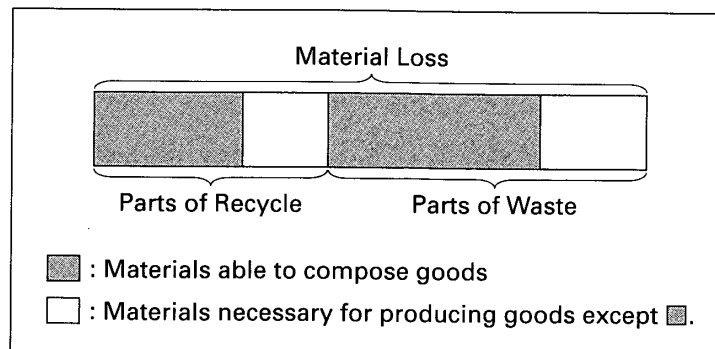 Material Loss
Parts of Recycle Parts of Waste
: Materials able to compose goods
: Materials necessary for producing goods except .